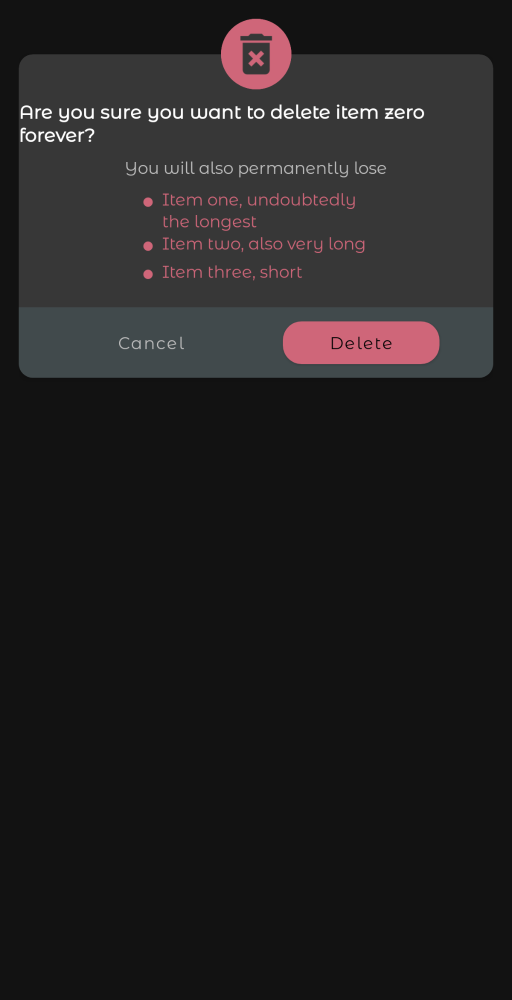 Are you sure you want to delete item zero
forever?
You will also permanently lose
Item one, undoubtedly
the longest
Item two, also very long
Item three, short
Cancel
Delete